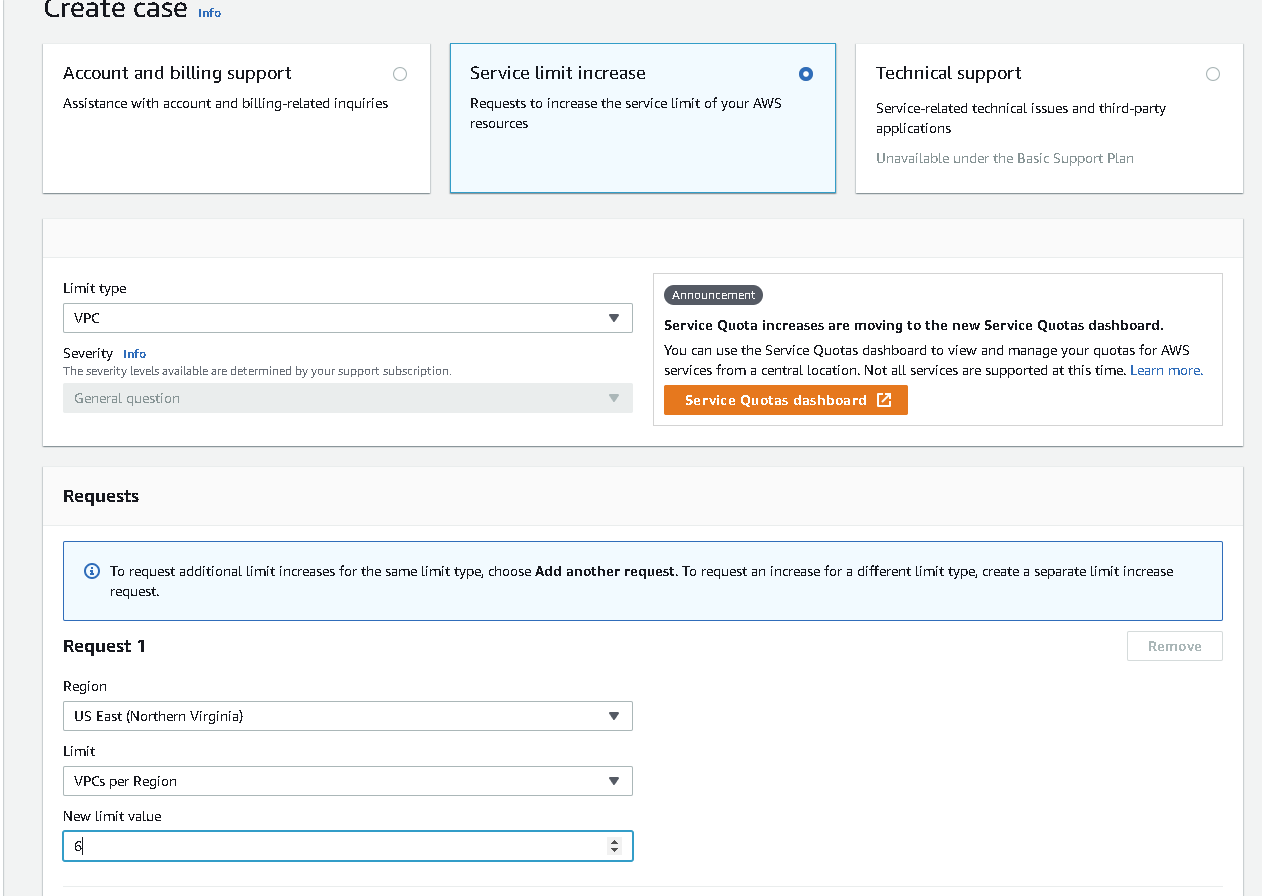 Create case Info
Account and billing support
Assistance with account and billing-related inquiries
Service limit increase
Requests to increase the service limit of your AWS
resources
Technical support
Service-related technical issues and third-party
applications
Unavailable under the Basic Support Plan
Limit type
VPC
Severity Info
The severity levels available are determined by your support subscription.
General question
Announcement
Service Quota increases are moving to the new Service Quotas dashboard.
You can use the Service Quotas dashboard to view and manage your quotas for AWS
services from a central location. Not all services are supported at this time. Learn more.
Service Quotas dashboard
Requests
To request additional limit increases for the same limit type, choose Add another request. To request an increase for a different limit type, create a separate limit increase
request.
Request 1
Remove
Region
US East (Northern Virginia)
Limit
VPCs per Region
New limit value
6